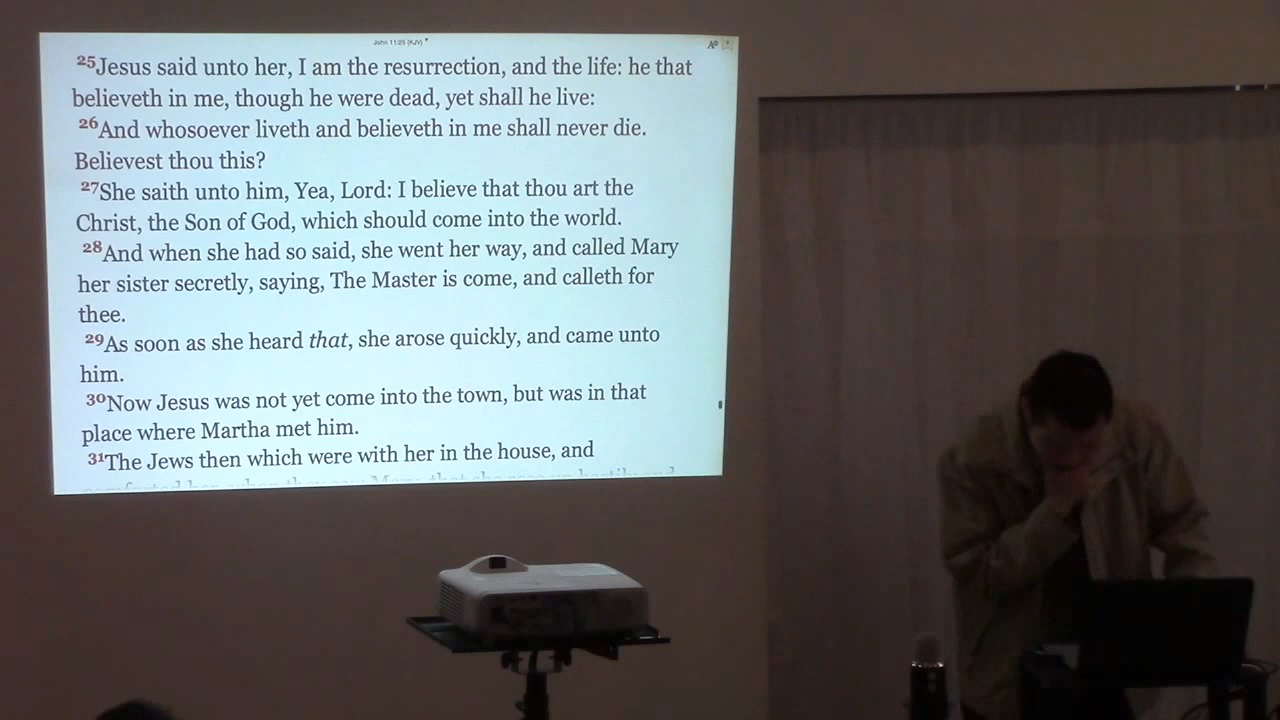 John 11:25 (KJV)
25Jesus said unto her, I am the resurrection, and the life: he that
believeth in me, though he were dead, yet shall he live:
26And whosoever liveth and believeth in me shall never die.
Believest thou this?
27She saith unto him, Yea, Lord: I believe that thou art the
Christ, the Son of God, which should come into the world.
28And when she had so said, she went her way, and called Mary
her sister secretly, saying, The Master is come, and calleth for
thee.
29As soon as she heard that, she arose quickly, and came unto
him.
30Now Jesus was not yet come into the town, but was in that
place where Martha met him.
31The Jews then which were with her in the house, and